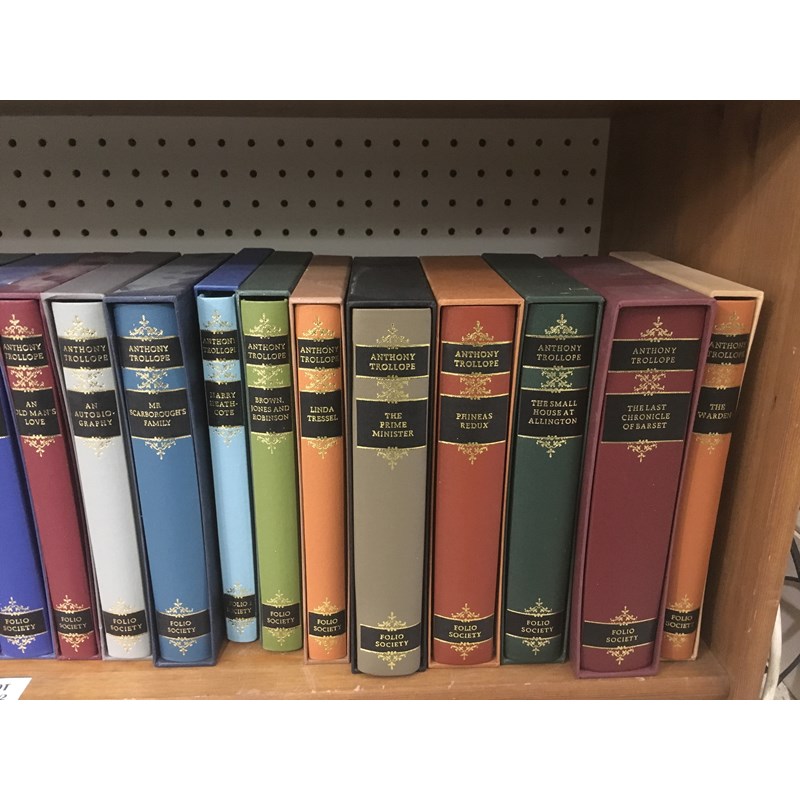 FOLIO
SOCIETY
ANTHONY
TROLLOPE
AN
OLD MAN'S
LOVE
FOLIO
SOCIETY
ANTHONY
TROLLOPE
AN
AUTOBIO-
GRAPHY
FOLIO
SOCIETY
ANTHONY
TROLLOPE
MR
SCARBOROUGH'S
FAMILY
FOLIO
SOCIETY
ANTHONY
TROLLOPE
HARRY
HEATH-
COTE
FOLIO
SOCIETY
ANTHONY
TROLLOPE
BROWN,
JONES AND
ROBINSON
FOLIO
SOCIETY
ANTHONY
TROLLOPE
LINDA
TRESSEL
FOLIO
SOCIETY
ANTHONY
TROLLOPE
THE
PRIME
MINISTER
FOLIO
SOCIETY
ANTHONY
TROLLOPE
PHINEAS
REDUX
FOLIO
SOCIETY
ANTHONY
TROLLOPE
THE SMALL
HOUSE AT
ALLINGTON
FOLIO
SOCIETY
ANTHONY
TROLLOPE
THE LAST
CHRONICLE
OF BARSET
FOLIO
SOCIETY
ANTHONY
TROLLOPE
THE
WARDEN
FOLIO
SOCIETY